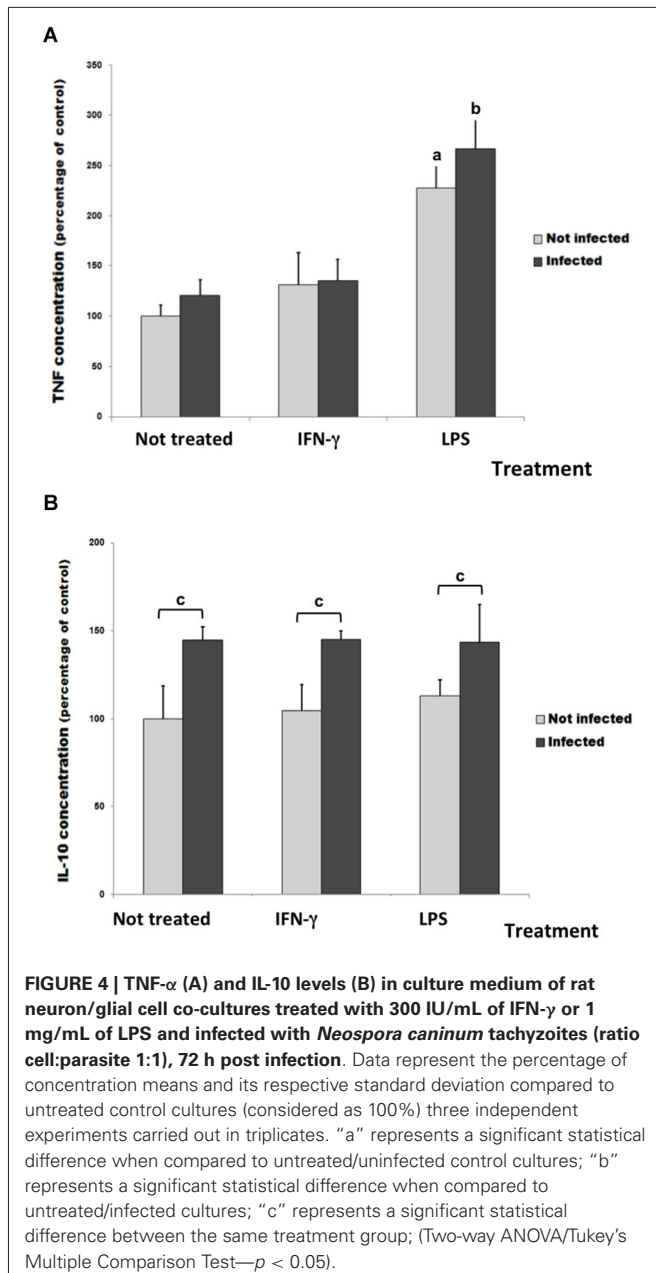 A
TNF concentration (percentage of control)
350
300
250
200
150
100
50
0
a
b
Not infected
Infected
Not treated
IFN-γ
LPS
Treatment
B
IL-10 concentration (percentage of control)
200
150
100
50
0
c
c
c
Not infected
Infected
Not treated
IFN-γ
LPS
Treatment
FIGURE 4 | TNF-α (A) and IL-10 levels (B) in culture medium of rat
neuron/glial cell co-cultures treated with 300 IU/mL of IFN-γ or 1
mg/mL of LPS and infected with Neospora caninum tachyzoites (ratio
cell:parasite 1:1), 72 h post infection. Data represent the percentage of
concentration means and its respective standard deviation compared to
untreated control cultures (considered as 100%) three independent
experiments carried out in triplicates. “a” represents a significant statistical
difference when compared to untreated/uninfected control cultures; “b”
represents a significant statistical difference when compared to
untreated/infected cultures; “c” represents a significant statistical
difference between the same treatment group; (Two-way ANOVA/Tukey’s
Multiple Comparison Test—p < 0.05).